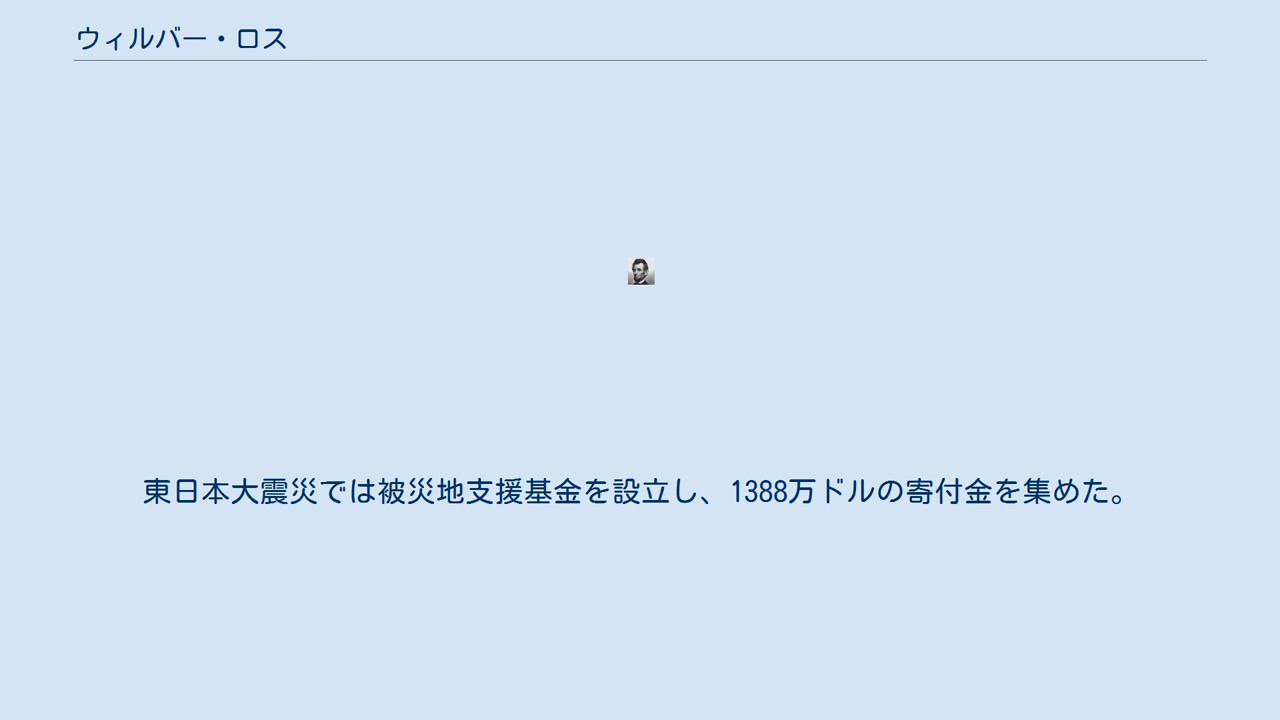 ウィルバー・ロス
東日本大震災では被災地支援基金を設立し、1388万ドルの寄付金を集めた。